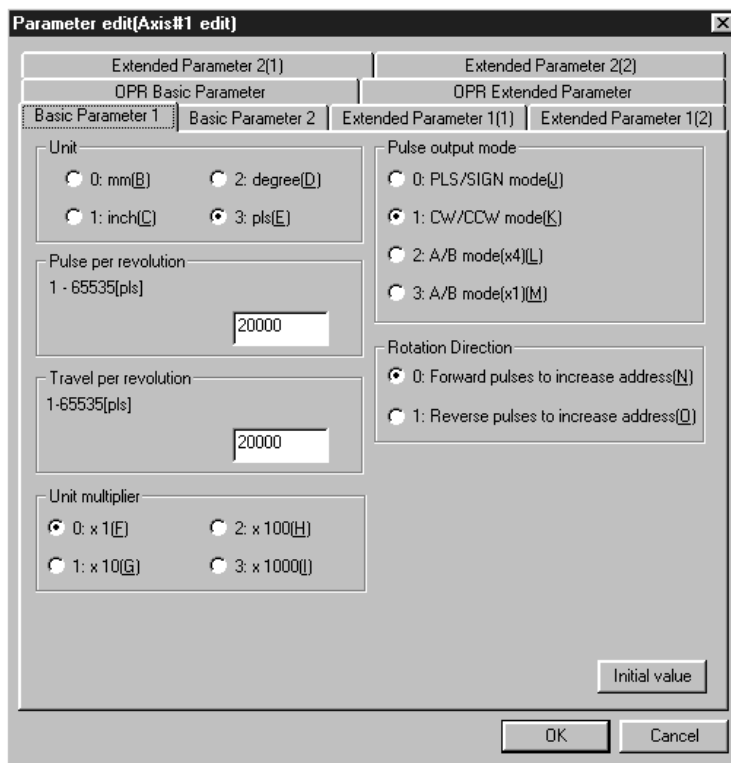 Parameter edit(Axis#1 edit)
Extended Parameter 2(1)
Extended Parameter 2(2)
OPR Basic Parameter
OPR Extended Parameter
Basic Parameter 1
Basic Parameter 2
Extended Parameter 1(1)
Extended Parameter 1(2)
Unit
0: mm(B)
2: degree(D)
1: inch(C)
3: pls(E)
Pulse per revolution
1 - 65535[pls]
20000
Travel per revolution
1-65535[pls]
20000
Unit multiplier
0: x 1(F)
2: x 100(H)
1: x 10(G)
3: x 1000(I)
Pulse output mode
0: PLS/SIGN mode(J)
1: CW/CCW mode(K)
2: A/B mode(x4)(L)
3: A/B mode(x1)(M)
Rotation Direction
0: Forward pulses to increase address(N)
1: Reverse pulses to increase address(O)
Initial value
OK
Cancel